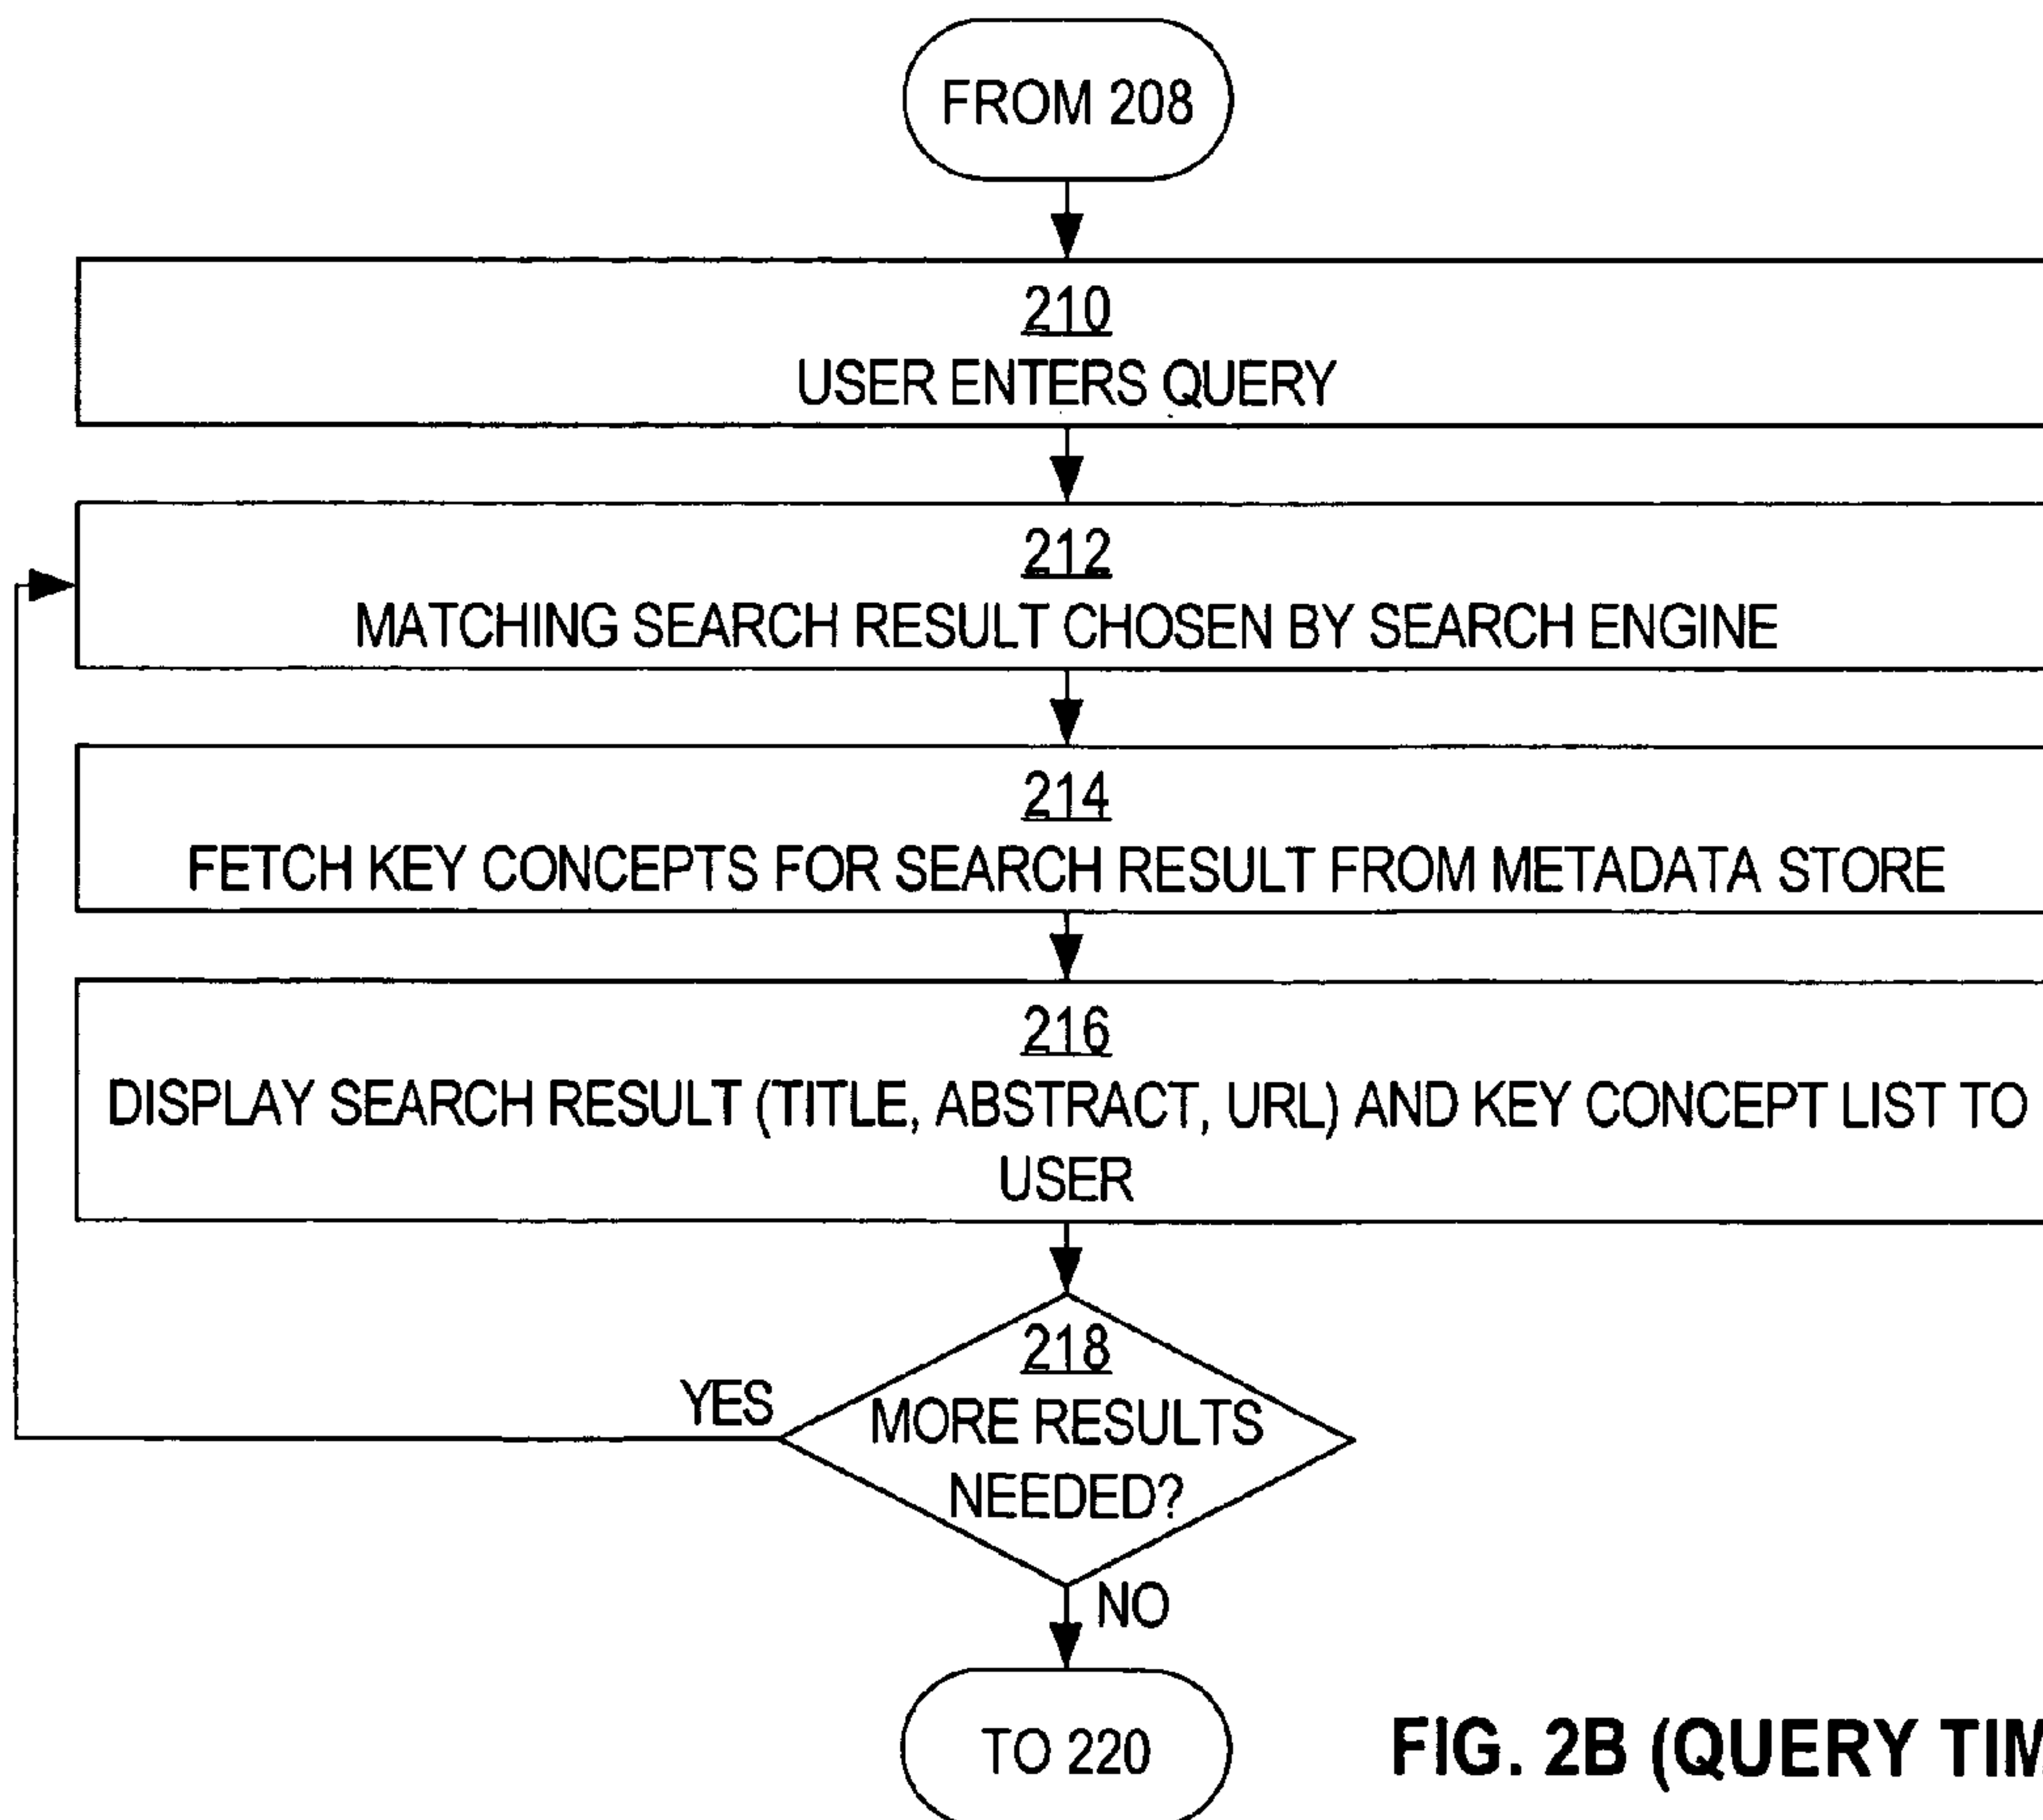 FROM 208
210
USER ENTERS QUERY
212
MATCHING SEARCH RESULT CHOSEN BY SEARCH ENGINE
214
FETCH KEY CONCEPTS FOR SEARCH RESULT FROM METADATA STORE
216
DISPLAY SEARCH RESULT (TITLE, ABSTRACT, URL) AND KEY CONCEPT LIST TO
USER
218
YES
MORE RESULTS
NEEDED?
NO
TO 220
FIG. 2B (QUERY